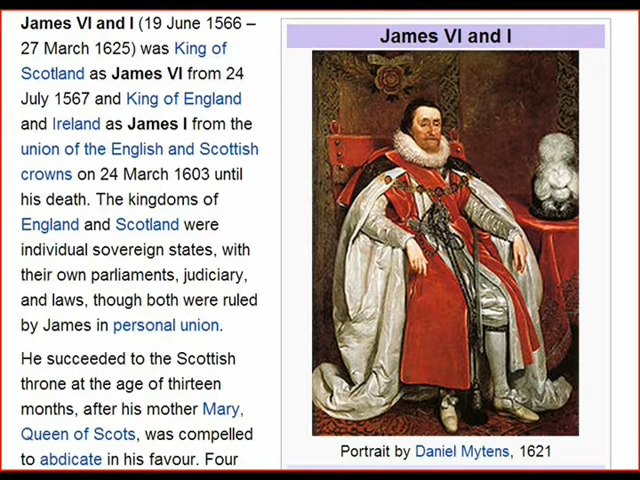 James VI and I (19 June 1566 –
27 March 1625) was King of
Scotland as James VI from 24
July 1567 and King of England
and Ireland as James I from the
union of the English and Scottish
crowns on 24 March 1603 until
his death. The kingdoms of
England and Scotland were
individual sovereign states, with
their own parliaments, judiciary,
and laws, though both were ruled
by James in personal union.
He succeeded to the Scottish
throne at the age of thirteen
months, after his mother Mary,
Queen of Scots, was compelled
to abdicate in his favour. Four
James VI and I
Portrait by Daniel Mytens, 1621